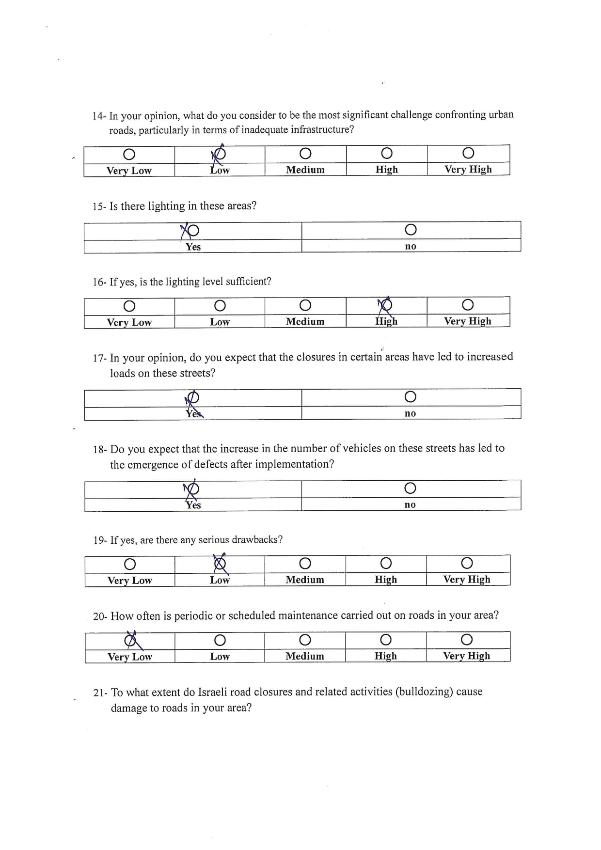 14- In your opinion, what do you consider to be the most significant challenge confronting urban
roads, particularly in terms of inadequate infrastructure?
Very Low Low Medium High Very High
15- Is there lighting in these areas?
Yes no
16- If yes, is the lighting level sufficient?
Very Low Low Medium High Very High
17- In your opinion, do you expect that the closures in certain areas have led to increased
loads on these streets?
Yes no
18- Do you expect that the increase in the number of vehicles on these streets has led to
the emergence of defects after implementation?
Yes no
19- If yes, are there any serious drawbacks?
Very Low Low Medium High Very High
20- How often is periodic or scheduled maintenance carried out on roads in your area?
Very Low Low Medium High Very High
21- To what extent do Israeli road closures and related activities (bulldozing) cause
damage to roads in your area?